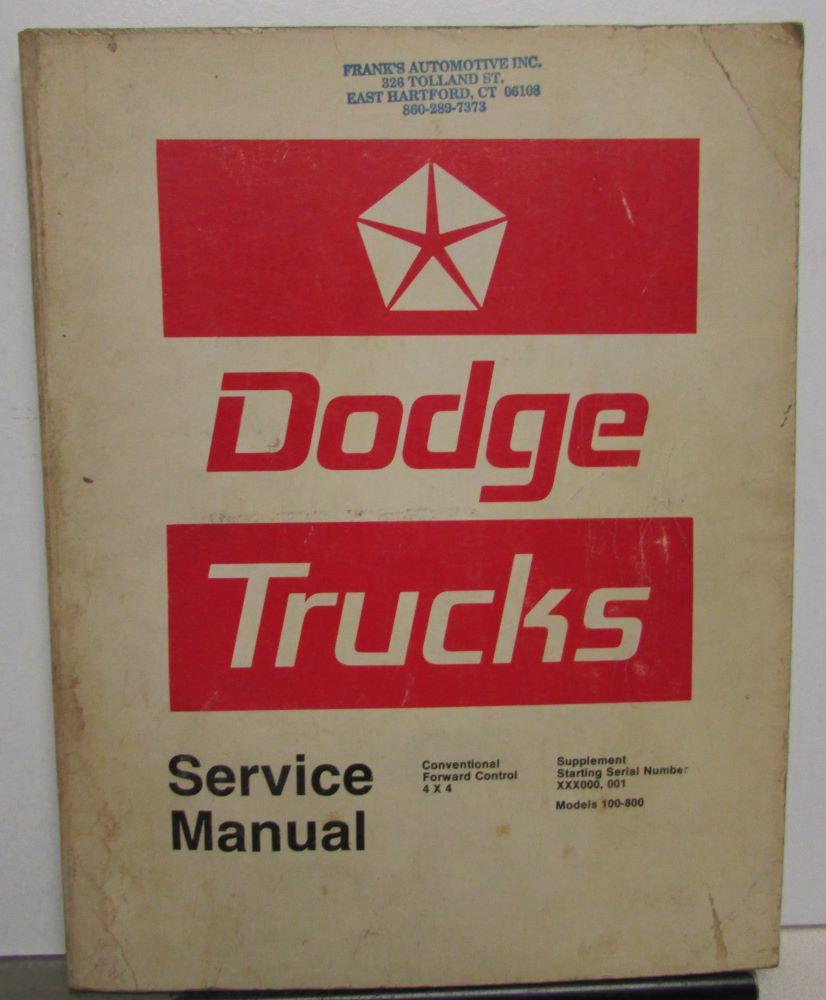 FRANK'S AUTOMOTIVE INC.
326 TOLLAND ST.
EAST HARTFORD, CT 06108
860-289-7373
Dodge
Trucks
Service
Manual
Conventional
Forward Control
4 X 4
Supplement
Starting Serial Number
XXX000, 001
Models 100-800